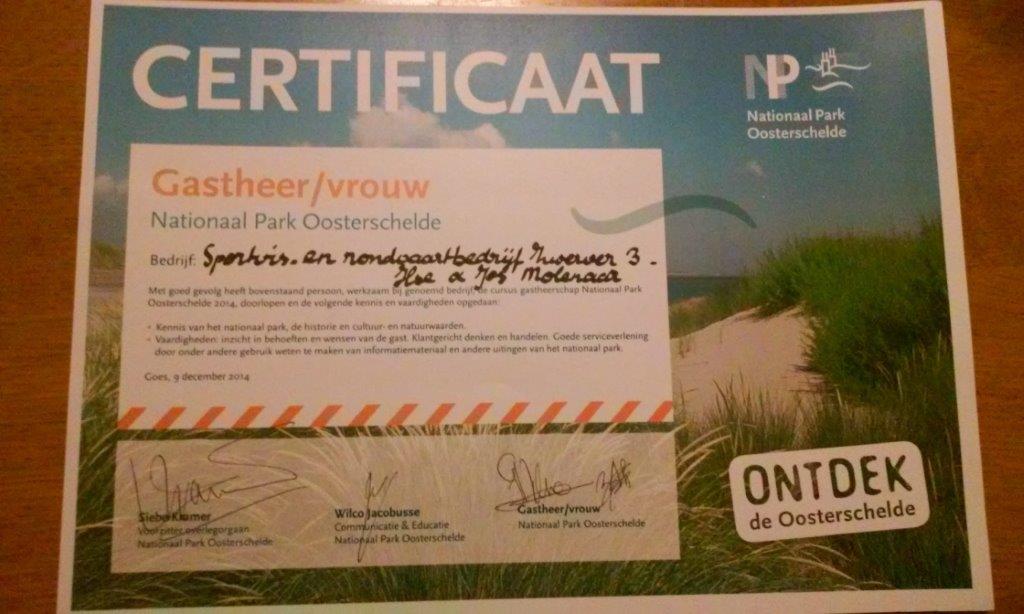 CERTIFICAAT
NP
Nationaal Park
Oosterschelde
Gastheer/vrouw
Nationaal Park Oosterschelde
Bedrijf: Sportvis- en rondvaartbedrijf Zwerver 3 -
Ilse & Jos Molenaar
Met goed gevolg heeft bovenstaand persoon, werkzaam bij genoemd bedrijf, de cursus gastheerschap Nationaal Park
Oosterschelde 2014, doorlopen en de volgende kennis en vaardigheden opgedaan:
- Kennis van het nationaal park, de historie en cultuur- en natuurwaarden.
- Vaardigheden: inzicht in behoeften en wensen van de gast. Klantgericht denken en handelen. Goede serviceverlening
door onder andere gebruik weten te maken van informatiemateriaal en andere uitingen van het nationaal park.
Goes, 9 december 2014
Siebe Kramer
Voorzitter overlegorgaan
Nationaal Park Oosterschelde
Wilco Jacobusse
Communicatie & Educatie
Nationaal Park Oosterschelde
Gastheer/vrouw
Nationaal Park Oosterschelde
ONTDEK
de Oosterschelde